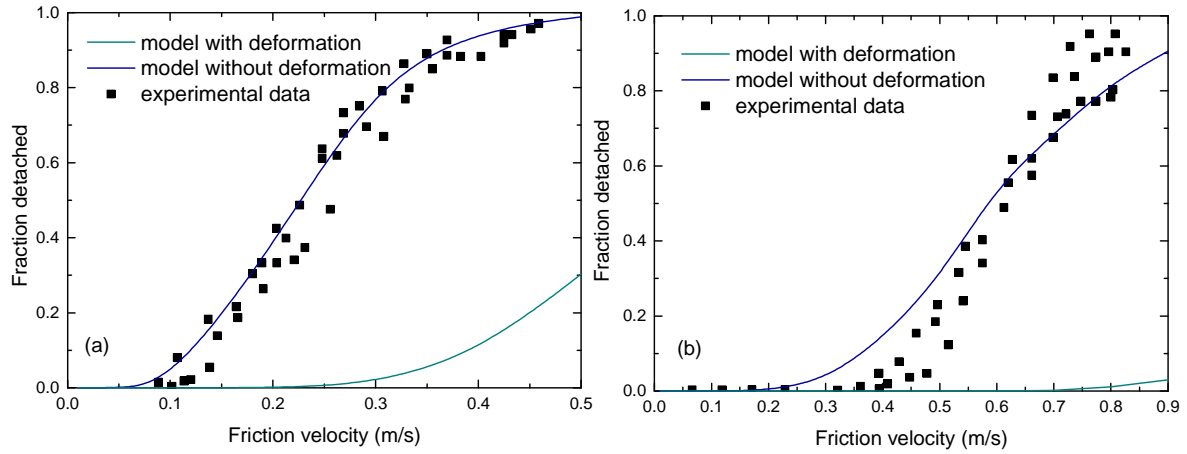 1.0
0.8
0.6
0.4
0.2
0.0
Fraction detached
model with deformation
model without deformation
experimental data
(a)
0.0 0.1 0.2 0.3 0.4 0.5
Friction velocity (m/s)
1.0
0.8
0.6
0.4
0.2
0.0
Fraction detached
model with deformation
model without deformation
experimental data
(b)
0.0 0.1 0.2 0.3 0.4 0.5 0.6 0.7 0.8 0.9
Friction velocity (m/s)